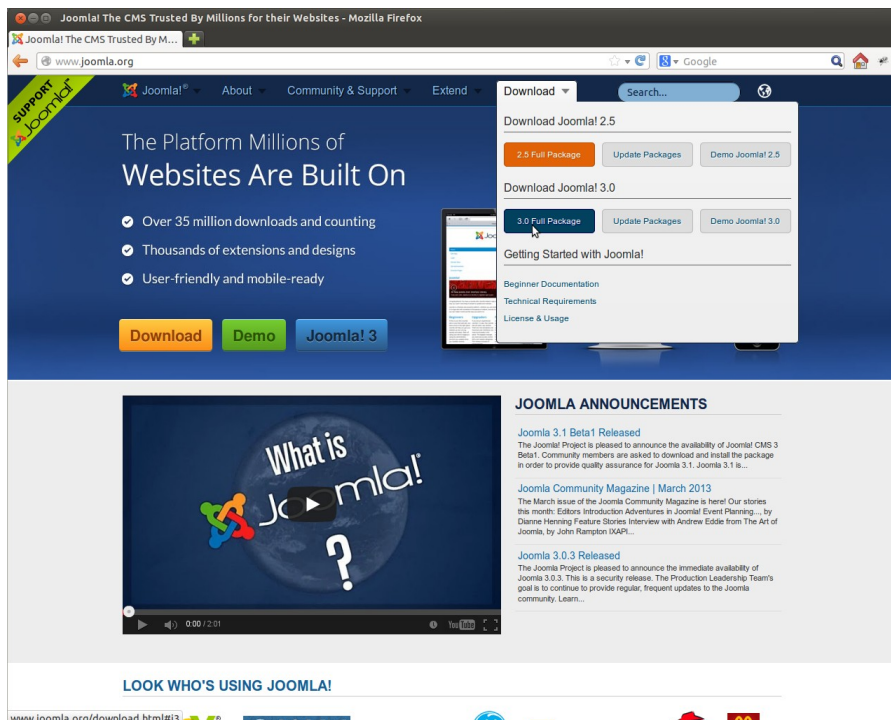 Joomla! The CMS Trusted By Millions for their Websites - Mozilla Firefox
Joomla! The CMS Trusted By M...
www.joomla.org
Google
SUPPORT
Joomla!
Joomla!®
About
Community & Support
Extend
Download
Search...
The Platform Millions of
Websites Are Built On
Over 35 million downloads and counting
Thousands of extensions and designs
User-friendly and mobile-ready
Download
Demo
Joomla! 3
Download Joomla! 2.5
2.5 Full Package
Update Packages
Demo Joomla! 2.5
Download Joomla! 3.0
3.0 Full Package
Update Packages
Demo Joomla! 3.0
Getting Started with Joomla!
Beginner Documentation
Technical Requirements
License & Usage
What is
Joomla!
?
0:00 / 2:01
YouTube
JOOMLA ANNOUNCEMENTS
Joomla 3.1 Beta1 Released
The Joomla! Project is pleased to announce the availability of Joomla! CMS 3
Beta1. Community members are asked to download and install the package
in order to provide quality assurance for Joomla 3.1. Joomla 3.1 is...
Joomla Community Magazine | March 2013
The March issue of the Joomla Community Magazine is here! Our stories
this month: Editors Introduction Adventures in Joomla! Event Planning..., by
Dianne Henning Feature Stories Interview with Andrew Eddie from The Art of
Joomla, by John Rampton IXAPI...
Joomla 3.0.3 Released
The Joomla Project is pleased to announce the immediate availability of
Joomla 3.0.3. This is a security release. The Production Leadership Team's
goal is to continue to provide regular, frequent updates to the Joomla
community. Learn...
LOOK WHO'S USING JOOMLA!
www.joomla.org/download.html#j3